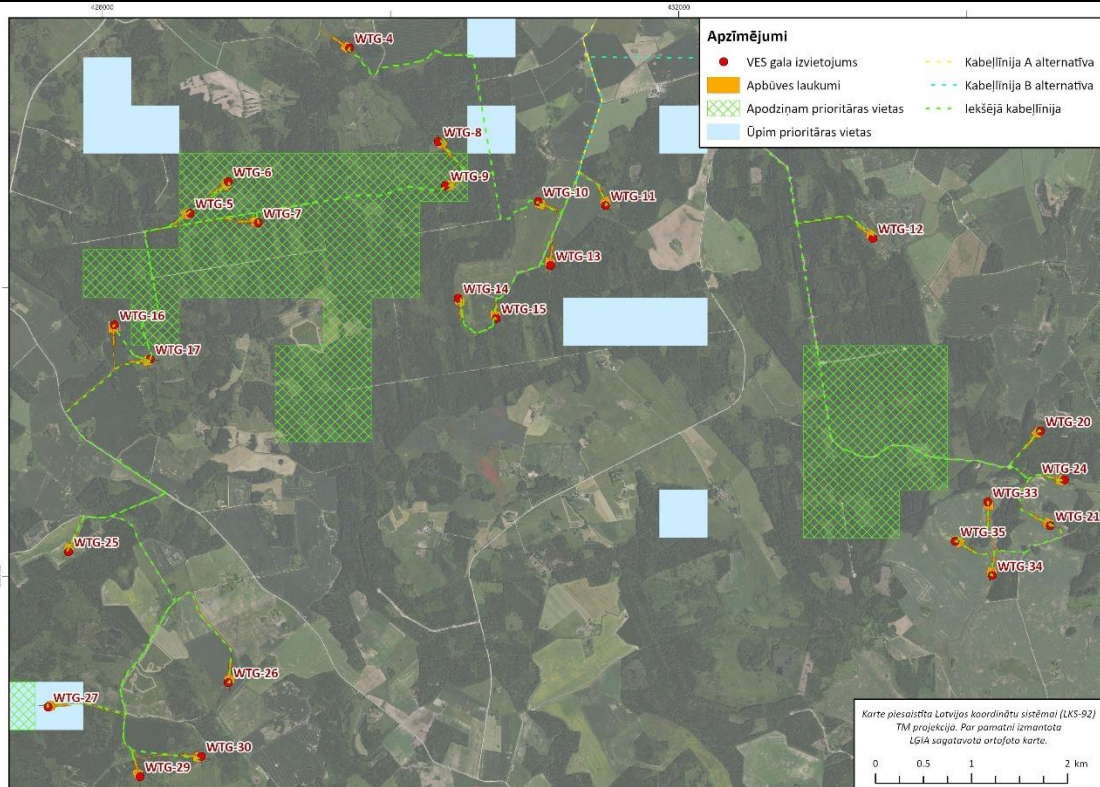 428000
432000
Apzīmējumi
VES gala izvietojums
Apbūves laukumi
Apodziņam prioritāras vietas
Ūpim prioritāras vietas
Kabeļlīnija A alternatīva
Kabeļlīnija B alternatīva
Iekšējā kabeļlīnija
WTG-4
WTG-8
WTG-6
WTG-9
WTG-5
WTG-7
WTG-10
WTG-11
WTG-12
WTG-13
WTG-14
WTG-15
WTG-16
WTG-17
WTG-20
WTG-24
WTG-33
WTG-21
WTG-35
WTG-34
WTG-25
WTG-26
WTG-27
WTG-30
WTG-29
Karte piesaistīta Latvijas koordinātu sistēmai (LKS-92)
TM projekcijā. Par pamatni izmantota
LĢIA sagatavotā ortofoto karte.
0 0.5 1 2 km